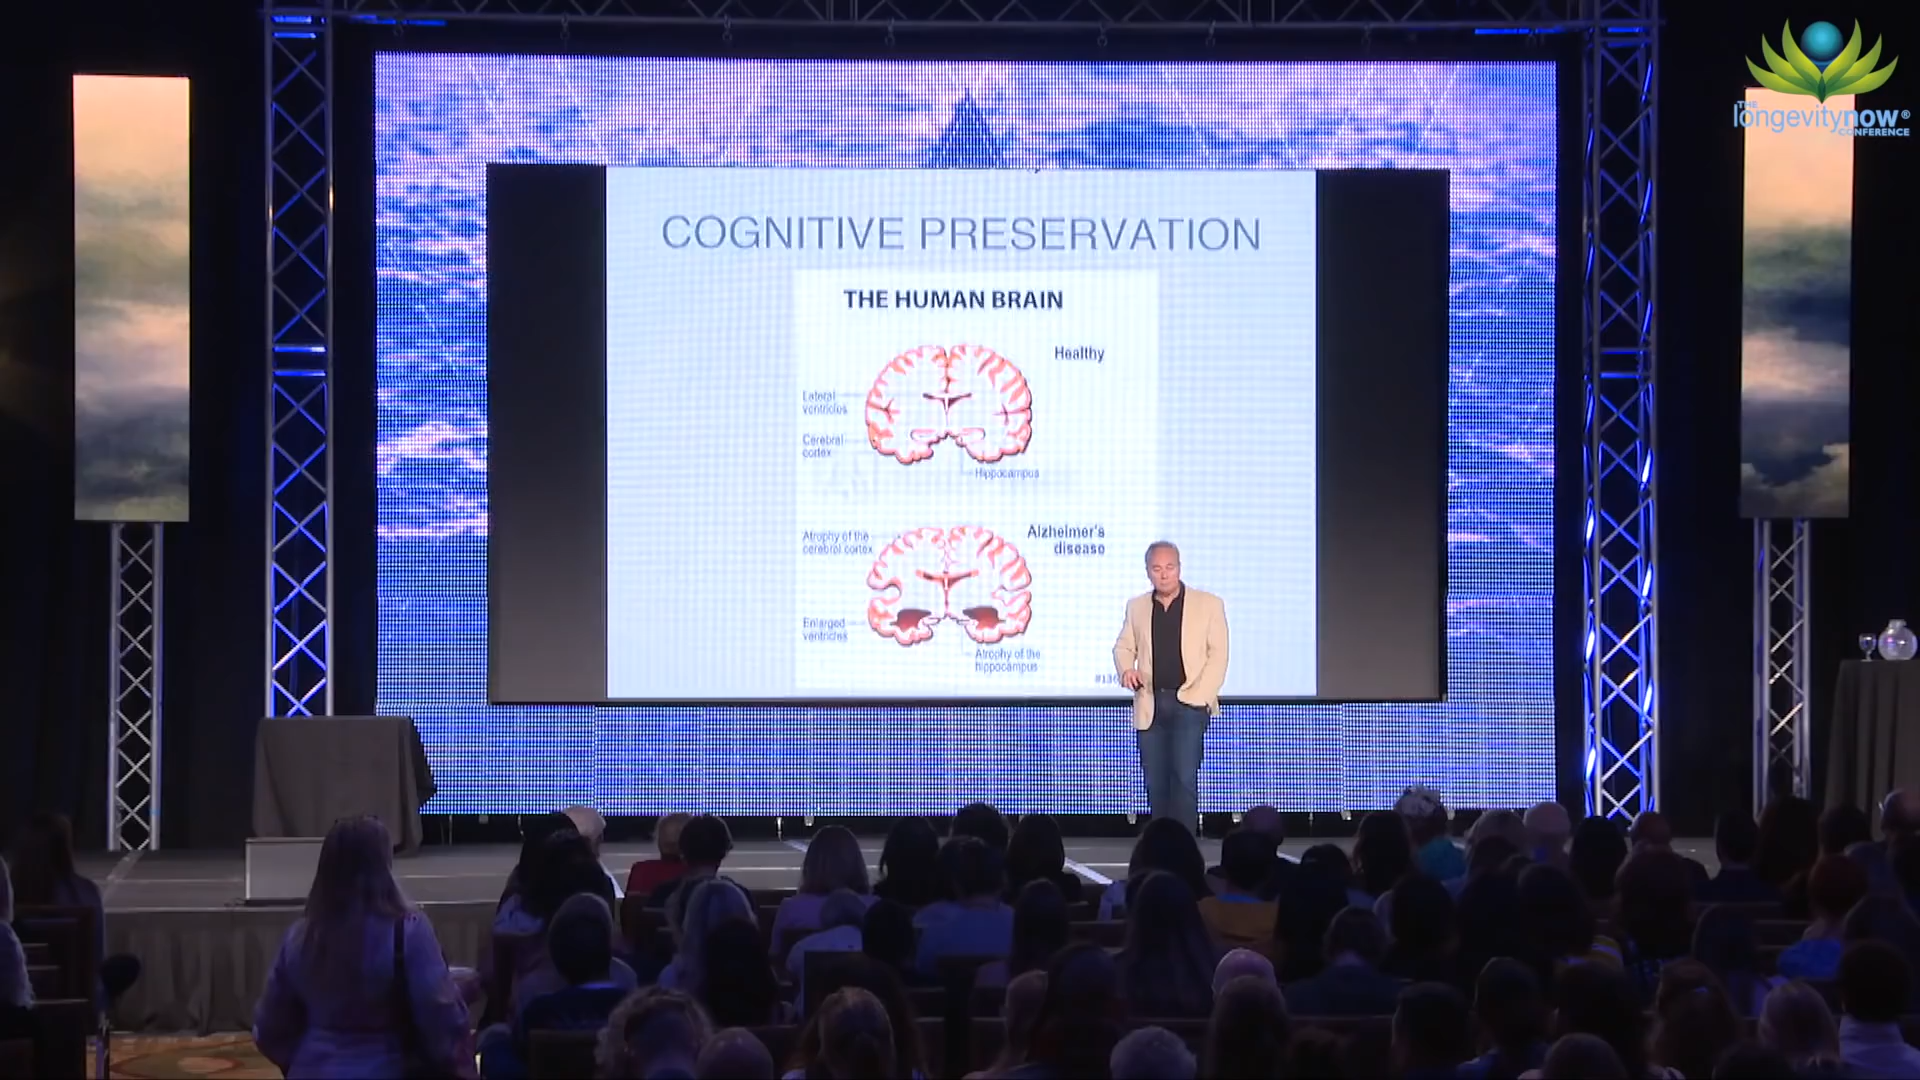 THE
longevitynow®
CONFERENCE
COGNITIVE PRESERVATION
THE HUMAN BRAIN
Healthy
Lateral
ventricles
Cerebral
cortex
Hippocampus
Alzheimer's
disease
Atrophy of the
cerebral cortex
Enlarged
ventricles
Atrophy of the
hippocampus